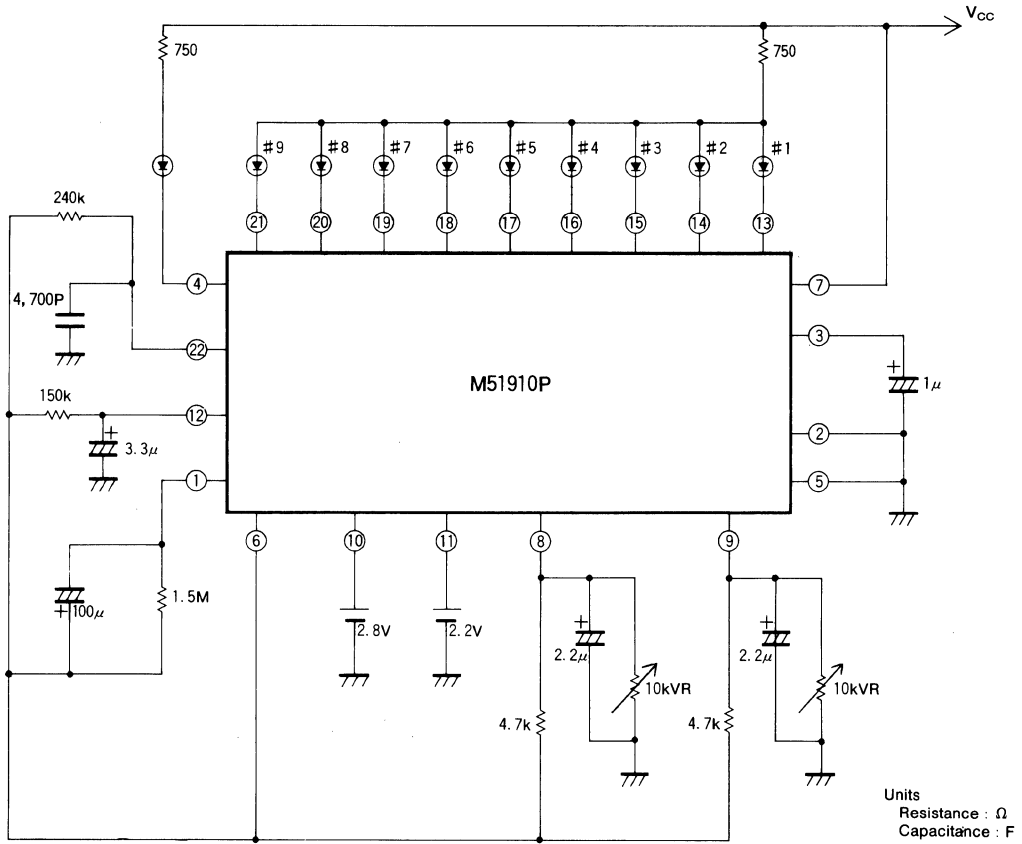 V_CC
750
750
#9
#8
#7
#6
#5
#4
#3
#2
#1
240k
21
20
19
18
17
16
15
14
13
4
7
4,700P
3
22
M51910P
+
1μ
150k
12
+
3.3μ
2
1
5
6
10
11
8
9
100μ
+
1.5M
2.8V
2.2V
+
2.2μ
10kVR
+
2.2μ
10kVR
4.7k
4.7k
Units
Resistance : Ω
Capacitance : F